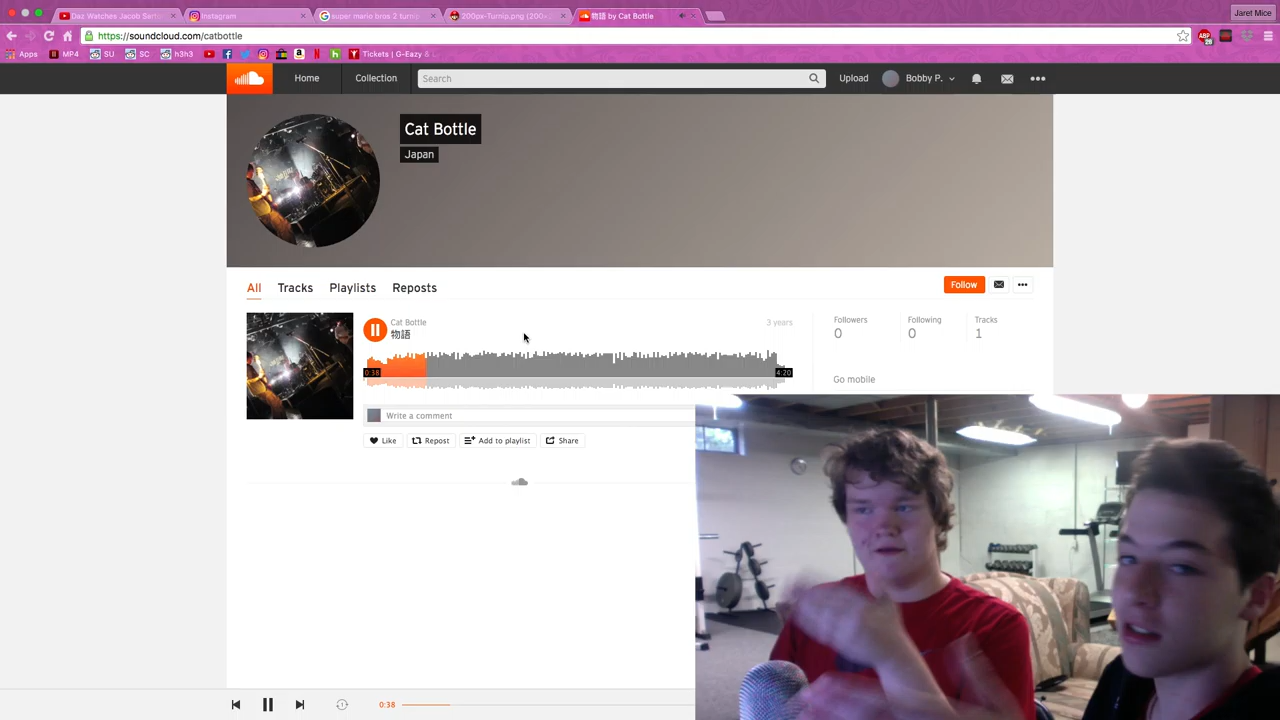 Daz Watches Jacob Sart
Instagram
super mario bros 2 turnip
200px-Turnip.png (200×2
物語 by Cat Bottle
Jaret Mice
https://soundcloud.com/catbottle
Apps
MP4
SU
SC
h3h3
Tickets | G-Eazy &
Home
Collection
Search
Upload
Bobby P.
Cat Bottle
Japan
All
Tracks
Playlists
Reposts
Follow
Cat Bottle
3 years
物語
0:38
4:20
Write a comment
Like
Repost
Add to playlist
Share
Followers
Following
Tracks
0
0
1
Go mobile
0:38